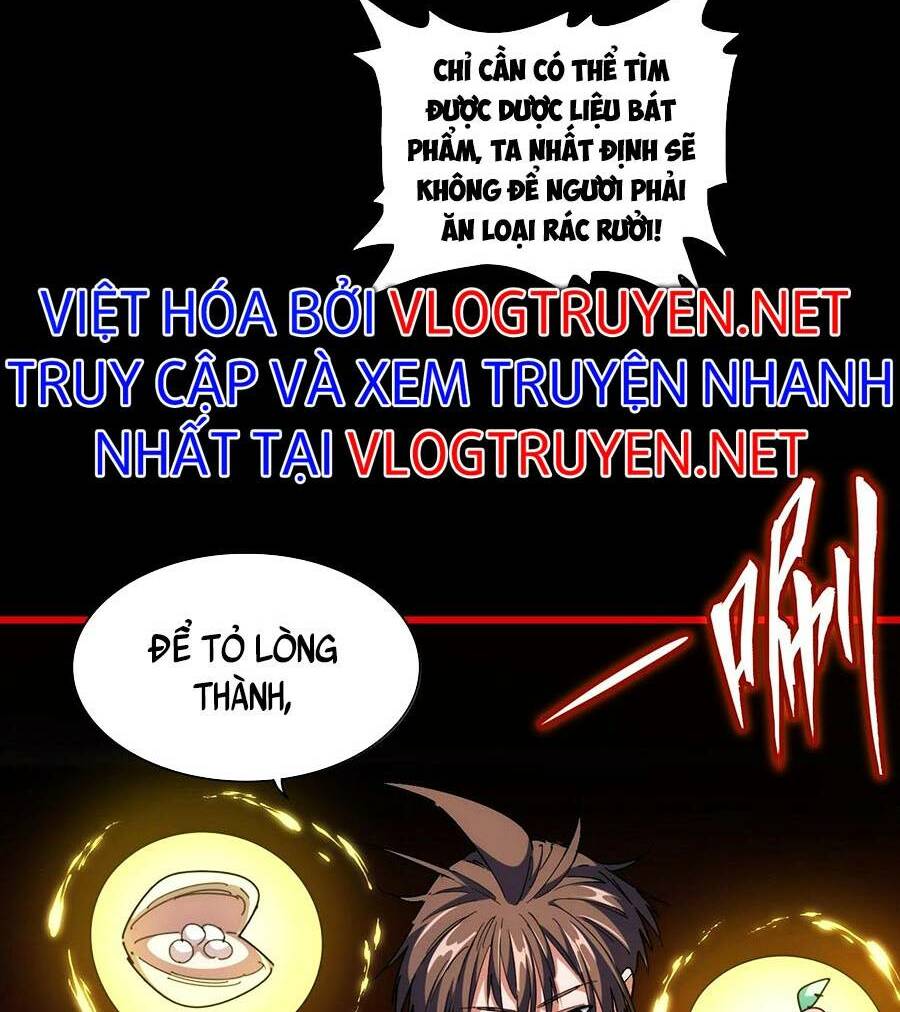 CHỈ CẦN CÓ THỂ TÌM
ĐƯỢC DƯỢC LIỆU BÁT
PHẨM, TA NHẤT ĐỊNH SẼ
KHÔNG ĐỂ NGƯƠI PHẢI
ĂN LOẠI RÁC RƯỞI!
VIỆT HÓA BỞI VLOGTRUYEN.NET
TRUY CẬP VÀ XEM TRUYỆN NHANH
NHẤT TẠI VLOGTRUYEN.NET
一唰
ĐỂ TỎ LÒNG
THÀNH,